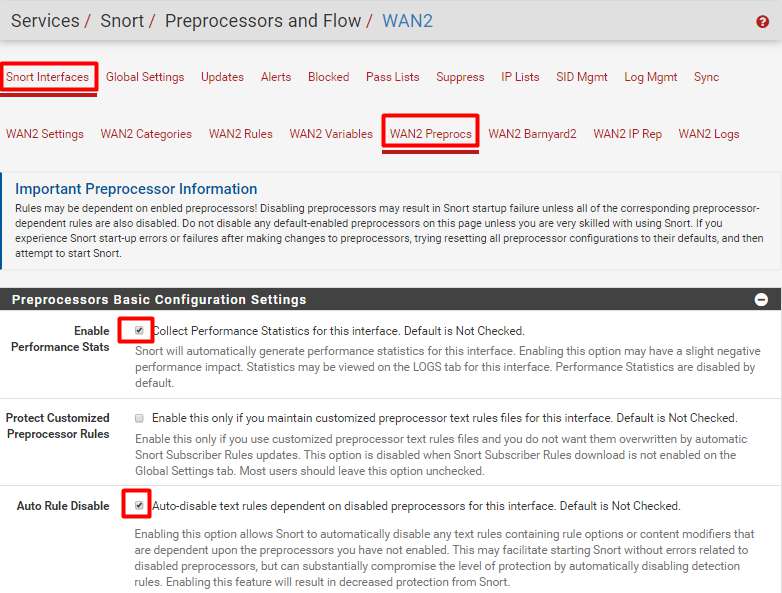 Services / Snort / Preprocessors and Flow / WAN2
Snort Interfaces Global Settings Updates Alerts Blocked Pass Lists Suppress IP Lists SID Mgmt Log Mgmt Sync
WAN2 Settings WAN2 Categories WAN2 Rules WAN2 Variables WAN2 Preprocs WAN2 Barnyard2 WAN2 IP Rep WAN2 Logs
Important Preprocessor Information
Rules may be dependent on enbled preprocessors! Disabling preprocessors may result in Snort startup failure unless all of the corresponding preprocessor-
dependent rules are also disabled. Do not disable any default-enabled preprocessors on this page unless you are very skilled with using Snort. If you
experience Snort start-up errors or failures after making changes to preprocessors, trying resetting all preprocessor configurations to their defaults, and then
attempt to start Snort.
Preprocessors Basic Configuration Settings
Enable
Performance Stats
Collect Performance Statistics for this interface. Default is Not Checked.
Snort will automatically generate performance statistics for this interface. Enabling this option may have a slight negative
performance impact. Statistics may be viewed on the LOGS tab for this interface. Performance Statistics are disabled by
default.
Protect Customized
Preprocessor Rules
Enable this only if you maintain customized preprocessor text rules files for this interface. Default is Not Checked.
Enable this only if you use customized preprocessor text rules files and you do not want them overwritten by automatic
Snort Subscriber Rules updates. This option is disabled when Snort Subscriber Rules download is not enabled on the
Global Settings tab. Most users should leave this option unchecked.
Auto Rule Disable
Auto-disable text rules dependent on disabled preprocessors for this interface. Default is Not Checked.
Enabling this option allows Snort to automatically disable any text rules containing rule options or content modifiers that
are dependent upon the preprocessors you have not enabled. This may facilitate starting Snort without errors related to
disabled preprocessors, but can substantially compromise the level of protection by automatically disabling detection
rules. Enabling this feature will result in decreased protection from Snort.